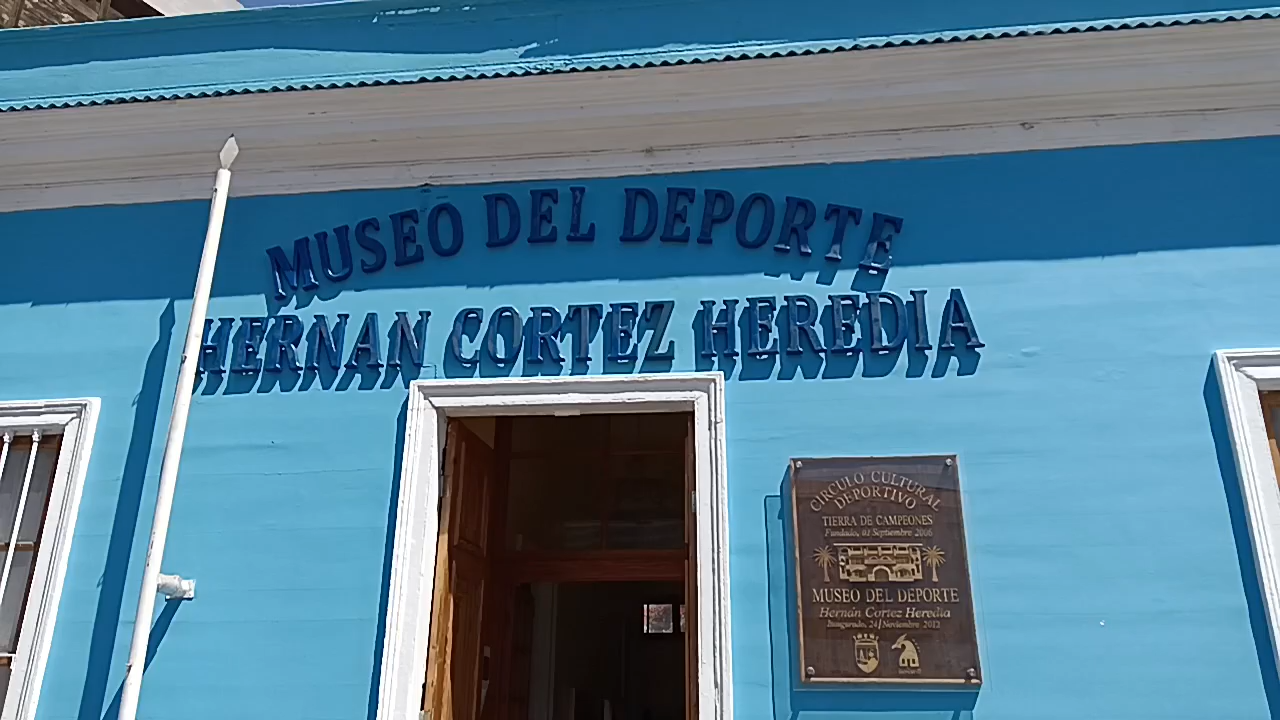 MUSEO DEL DEPORTE
HERNAN CORTEZ HEREDIA
CIRCULO CULTURAL
DEPORTIVO
TIERRA DE CAMPEONES
Fundado, 01 Septiembre 2006
MUSEO DEL DEPORTE
Hernán Cortez Heredia
Inaugurado, 24 Noviembre 2012